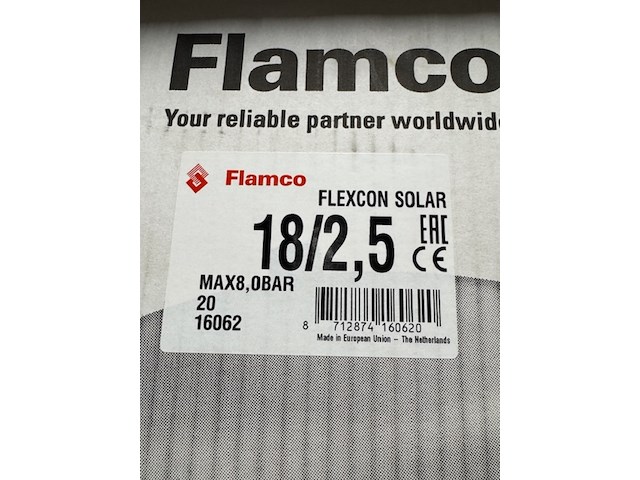 Flamco
Your reliable partner worldwide
Flamco
FLEXCON SOLAR
18/2,5
EAC
CE
MAX8,0BAR
20
16062
8 712874 160620
Made in European Union – The Netherlands